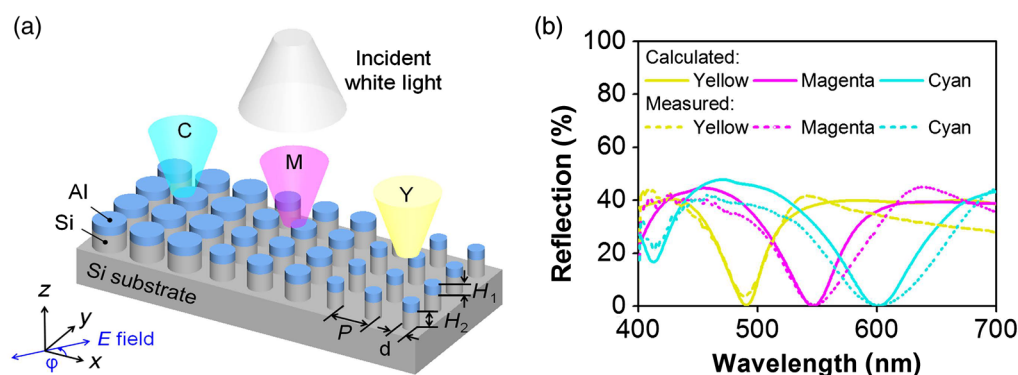 (a)
Incident
white light
C
M
Y
Al
Si
Si substrate
H1
H2
P
d
z
y
x
E field
φ
(b)
100
80
60
40
20
0
Reflection (%)
Calculated:
Yellow Magenta Cyan
Measured:
Yellow Magenta Cyan
400 500 600 700
Wavelength (nm)